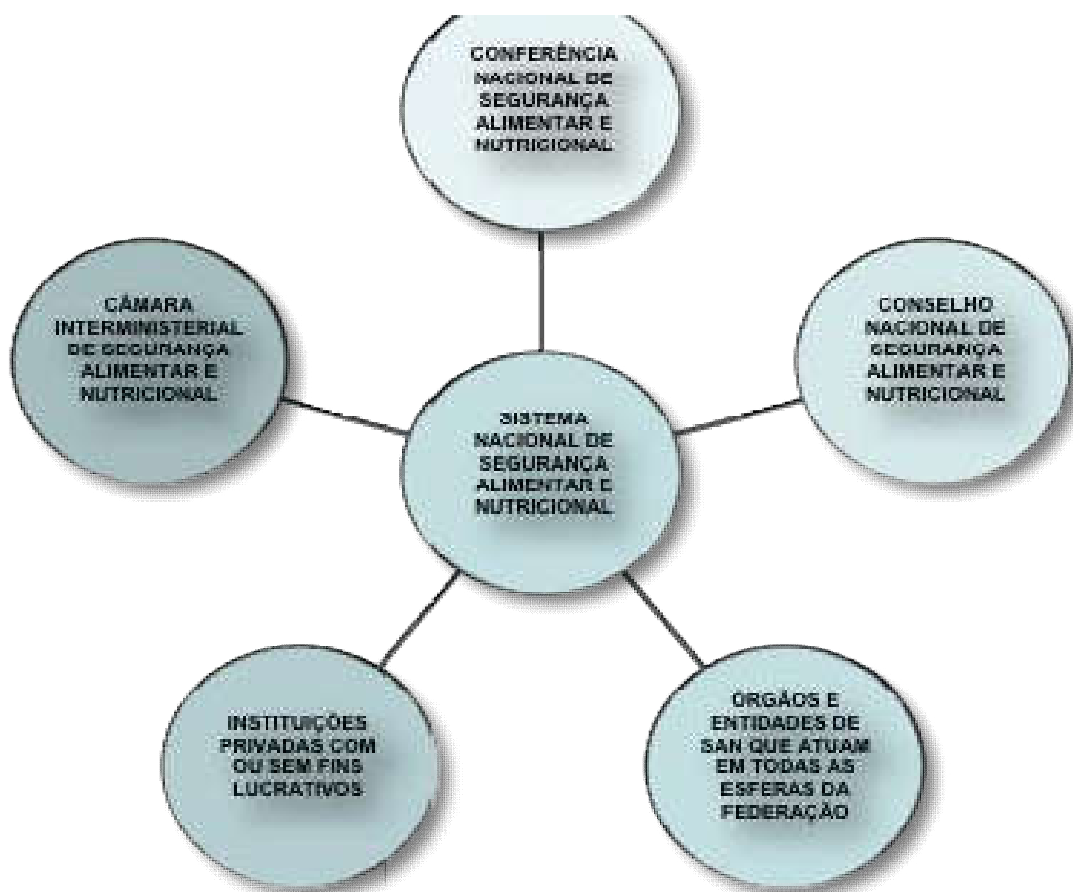 CONFERÊNCIA
NACIONAL DE
SEGURANÇA
ALIMENTAR E
NUTRICIONAL
CÂMARA
INTERMINISTERIAL
DE SEGURANÇA
ALIMENTAR E
NUTRICIONAL
CONSELHO
NACIONAL DE
SEGURANÇA
ALIMENTAR E
NUTRICIONAL
SISTEMA
NACIONAL DE
SEGURANÇA
ALIMENTAR E
NUTRICIONAL
INSTITUIÇÕES
PRIVADAS COM
OU SEM FINS
LUCRATIVOS
ÓRGÃOS E
ENTIDADES DE
SAN QUE ATUAM
EM TODAS AS
ESFERAS DA
FEDERAÇÃO